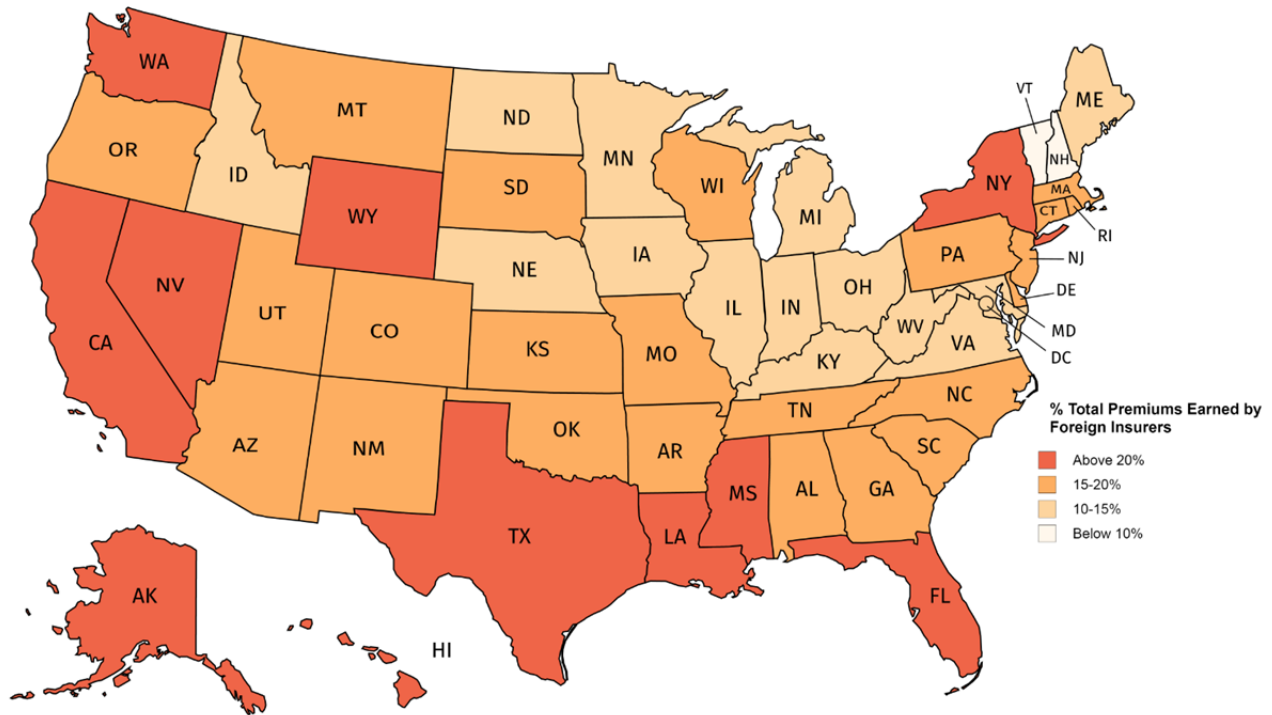 WA
MT
ND
MN
VT
ME
OR
ID
SD
WI
NH
NY
MA
CT
RI
WY
MI
NE
IA
PA
NJ
NV
UT
CO
IL
IN
OH
DE
MD
DC
WV
VA
CA
KS
MO
KY
NC
TN
AZ
NM
OK
AR
SC
MS
AL
GA
TX
LA
AK
FL
HI
% Total Premiums Earned by
Foreign Insurers
Above 20%
15-20%
10-15%
Below 10%